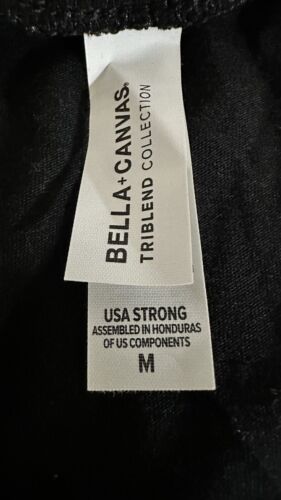 BELLA+CANVAS®
TRIBLEND COLLECTION
USA STRONG
ASSEMBLED IN HONDURAS
OF US COMPONENTS
M